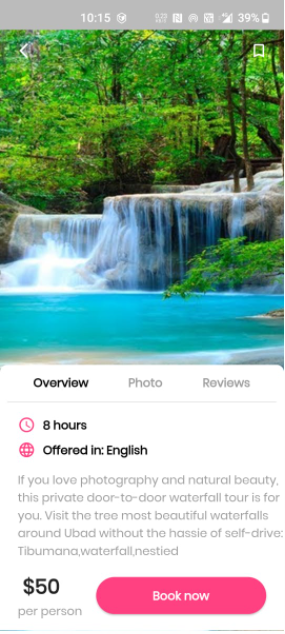 10:15 39%
Overview Photo Reviews
8 hours
Offered in: English
If you love photography and natural beauty,
this private door-to-door waterfall tour is for
you. Visit the tree most beautiful waterfalls
around Ubad without the hassie of self-drive:
Tibumana,waterfall,nestied
$50
per person
Book now